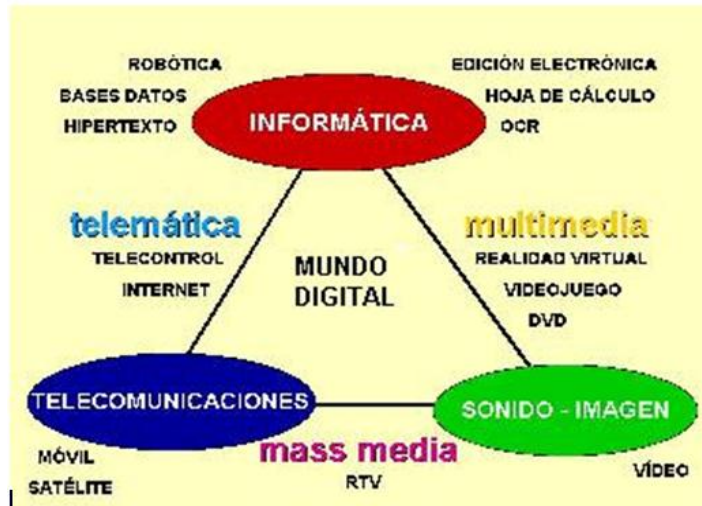 ROBÓTICA
BASES DATOS
HIPERTEXTO
INFORMÁTICA
EDICIÓN ELECTRÓNICA
HOJA DE CÁLCULO
OCR
telemática
TELECONTROL
INTERNET
MUNDO
DIGITAL
multimedia
REALIDAD VIRTUAL
VIDEOJUEGO
DVD
TELECOMUNICACIONES
SONIDO - IMAGEN
MÓVIL
SATÉLITE
mass media
RTV
VÍDEO